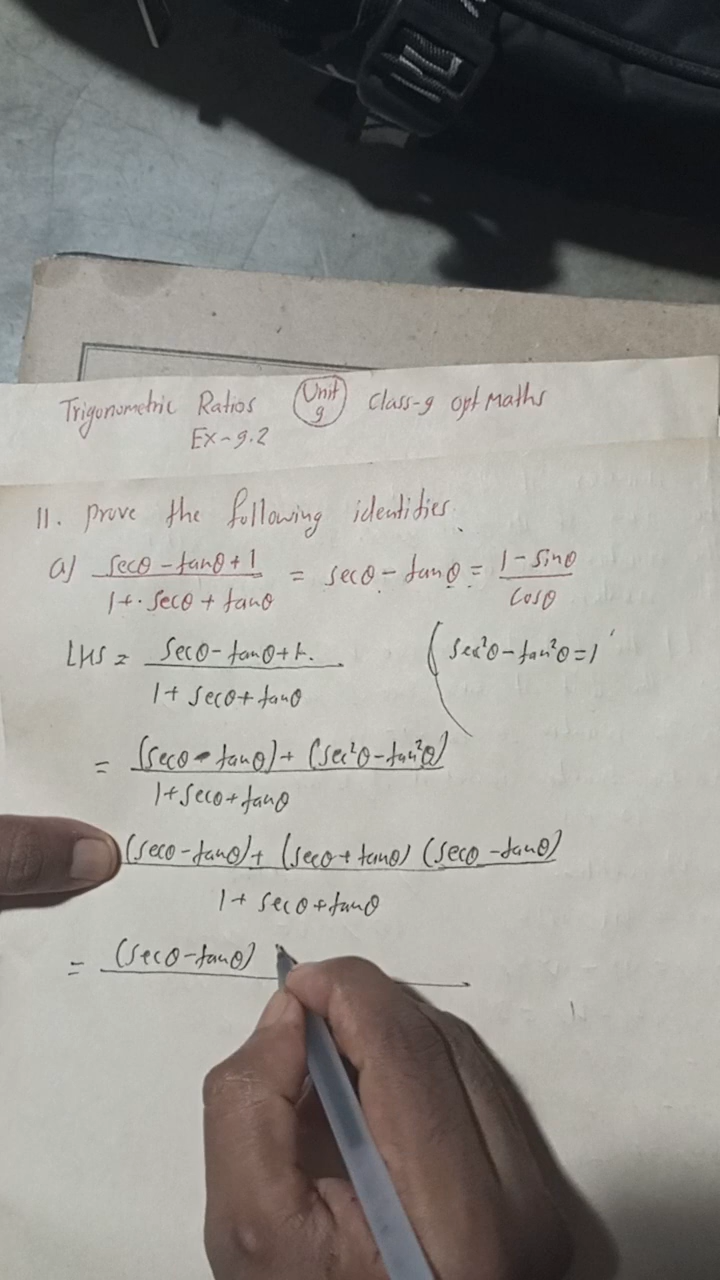 Trigonometric Ratios Unit 9 Class-9 opt Maths
Ex-9.2
11. prove the following identities.
a) secθ - tanθ + 1 / 1 + secθ + tanθ = secθ - tanθ = 1 - sinθ / cosθ
LHS = secθ - tanθ + 1. / 1 + secθ + tanθ (sec²θ - tan²θ = 1
= (secθ - tanθ) + (sec²θ - tan²θ) / 1 + secθ + tanθ
(secθ - tanθ) + (secθ + tanθ) (secθ - tanθ) / 1 + secθ + tanθ
= (secθ - tanθ)